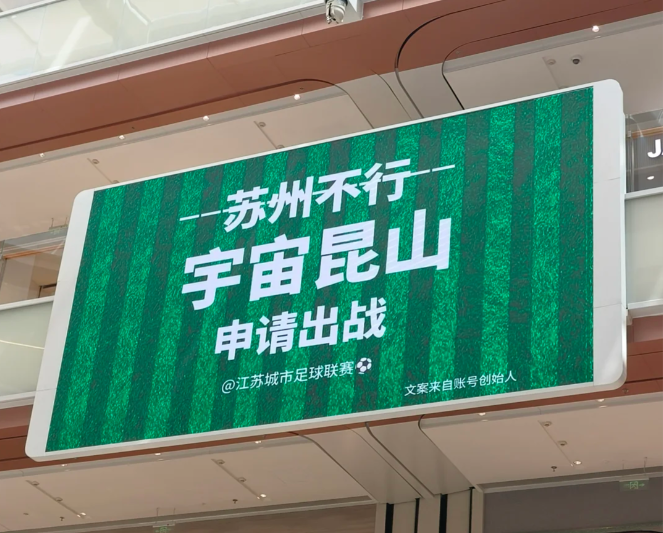 苏州不行
宇宙昆山
申请出战
@江苏城市足球联赛⚽
文案来自账号创始人
J